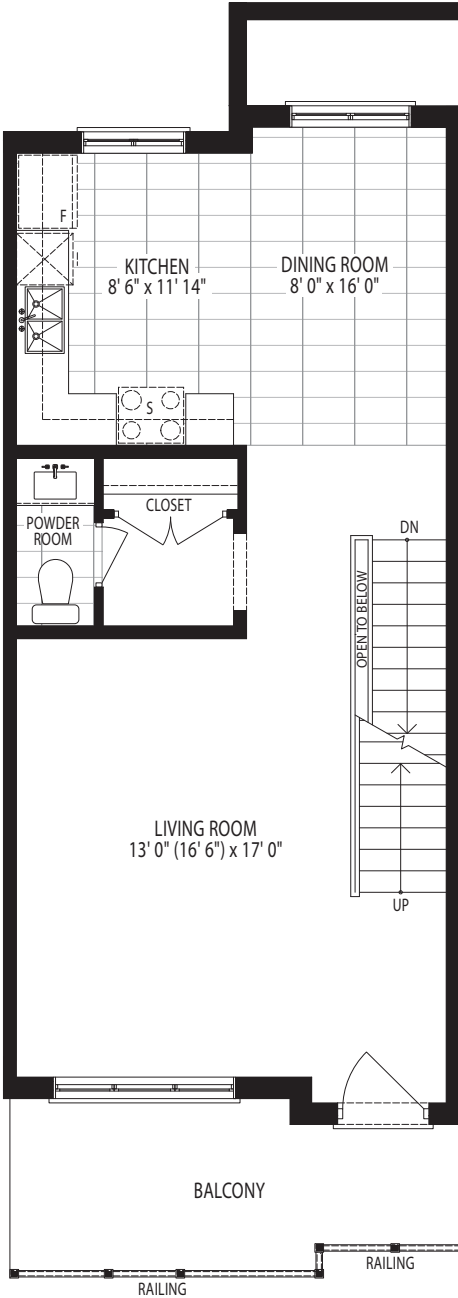 F
KITCHEN
8' 6" x 11' 14"
DINING ROOM
8' 0" x 16' 0"
S
CLOSET
POWDER
ROOM
DN
OPEN TO BELOW
LIVING ROOM
13' 0" (16' 6") x 17' 0"
UP
BALCONY
RAILING
RAILING